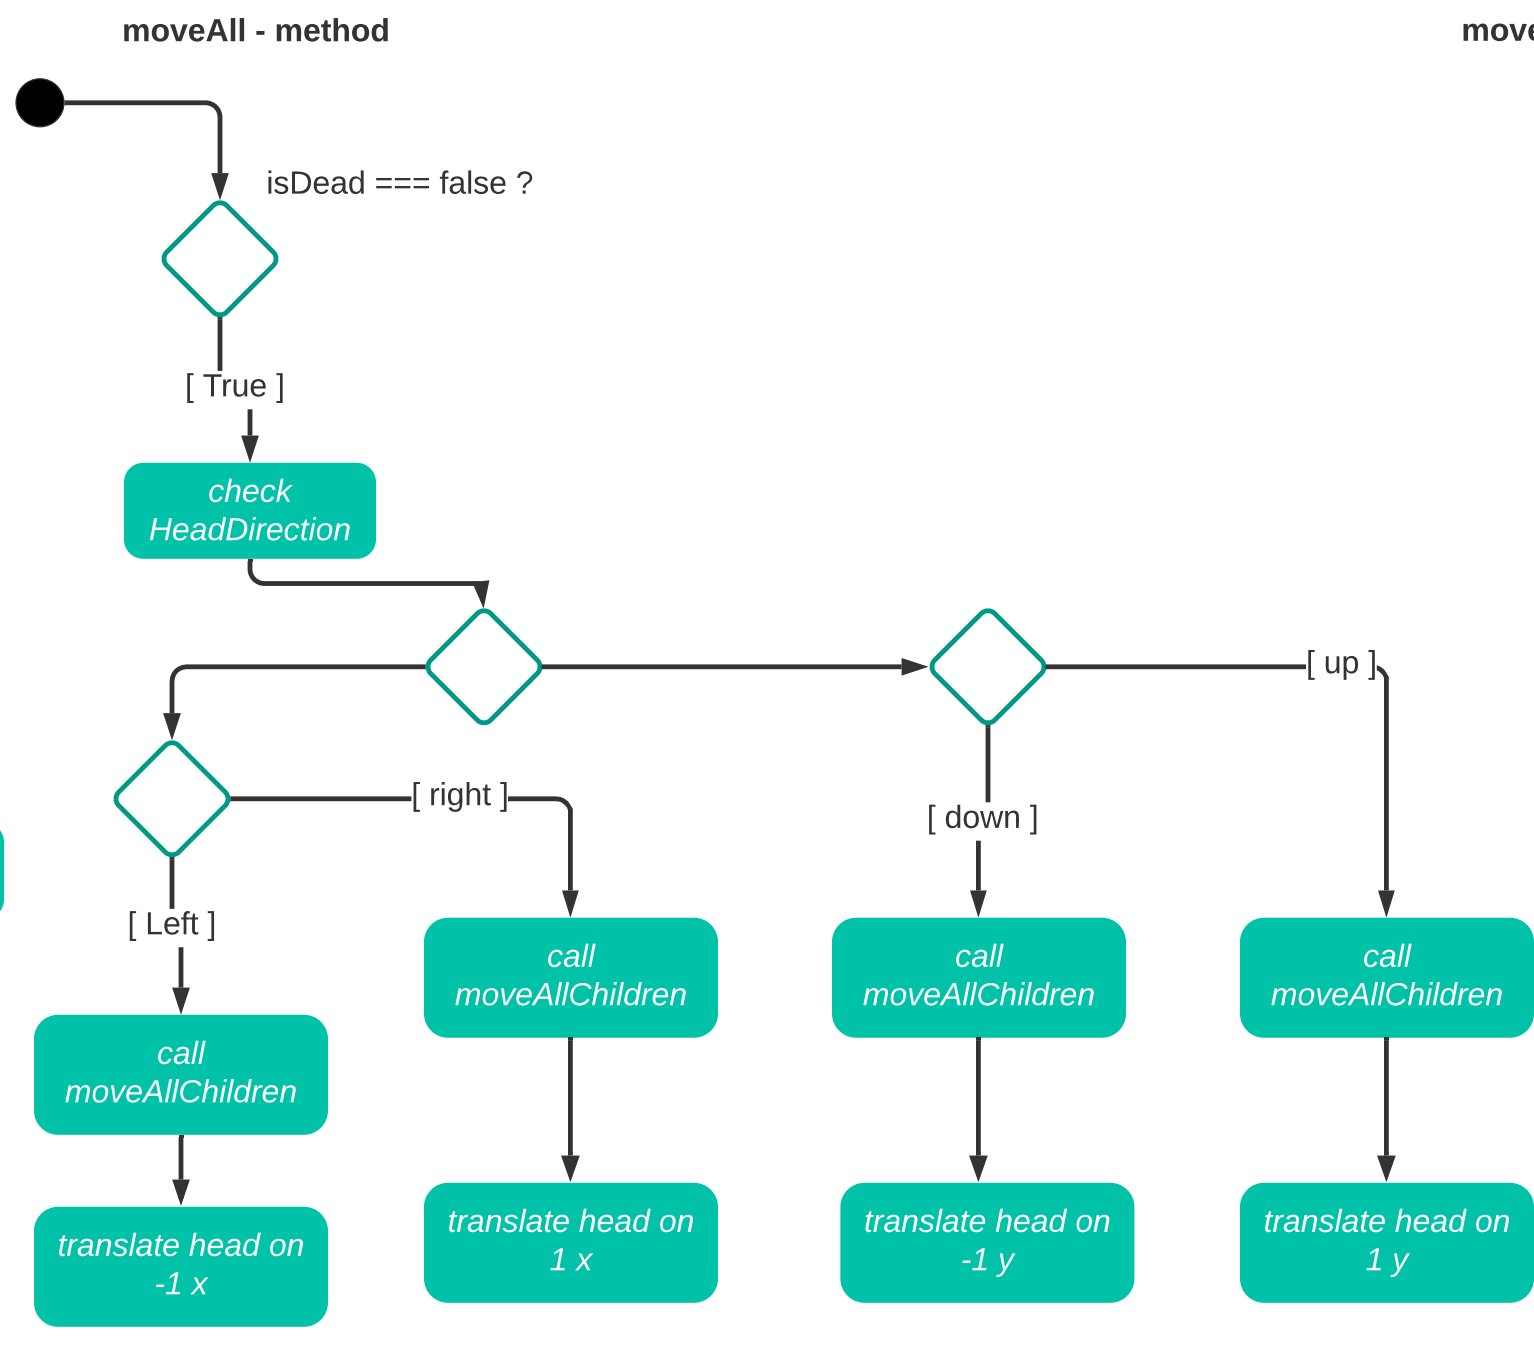 moveAll - method
move
isDead === false ?
[ True ]
check
HeadDirection
[ up ]
[ right ]
[ down ]
[ Left ]
call
moveAllChildren
call
moveAllChildren
call
moveAllChildren
call
moveAllChildren
translate head on
-1 x
translate head on
1 x
translate head on
-1 y
translate head on
1 y